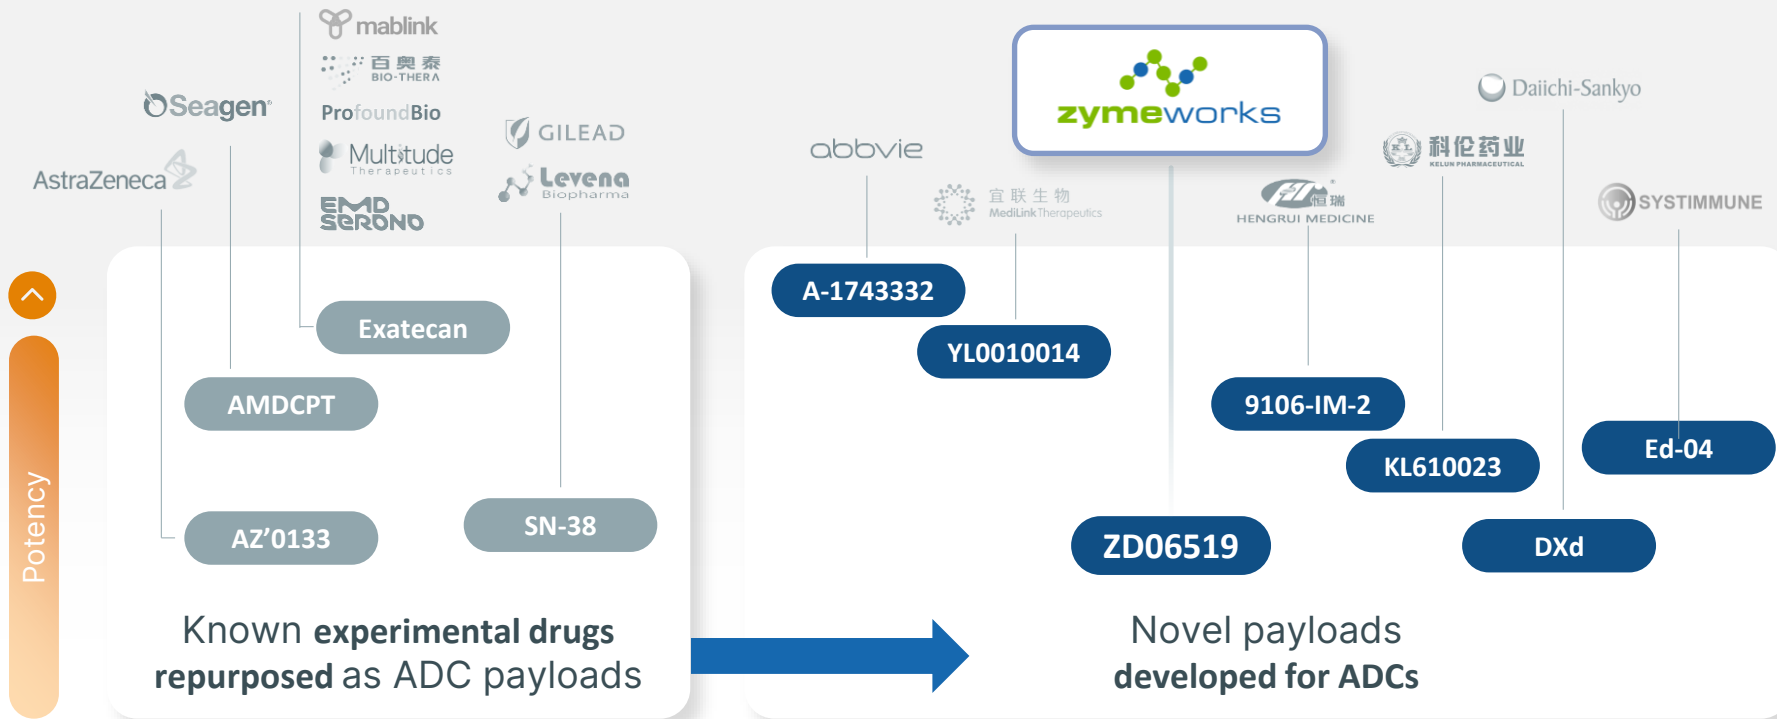 mablink
百奥泰
BIO-THERA
Seagen®
ProfoundBio
GILEAD
Multitude
Therapeutics
AstraZeneca
Levena
Biopharma
EMD
SERONO
zymeworks
Daiichi-Sankyo
abbvie
科伦药业
KELUN PHARMACEUTICAL
宜联生物
MediLinkTherapeutics
恒瑞
HENGRUI MEDICINE
SYSTIMMUNE
Potency
Exatecan
AMDCPT
AZ’0133
SN-38
Known experimental drugs
repurposed as ADC payloads
A-1743332
YL0010014
9106-IM-2
KL610023
Ed-04
ZD06519
DXd
Novel payloads
developed for ADCs